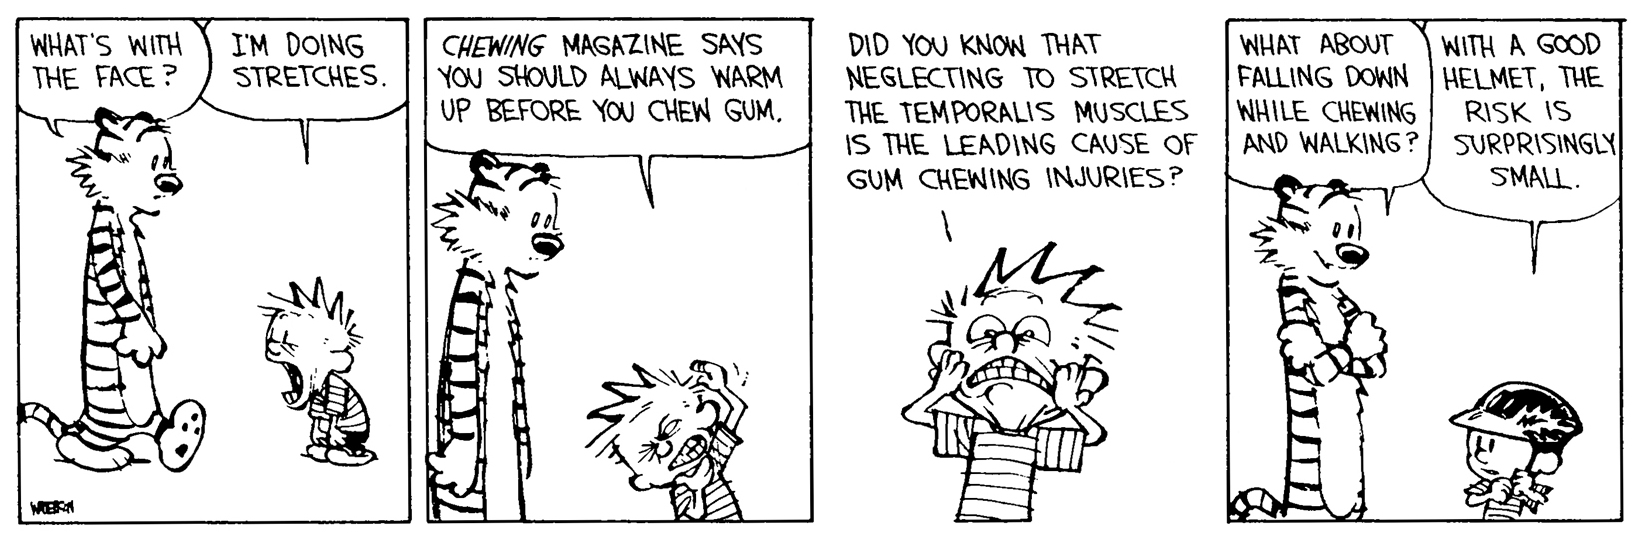 WHAT'S WITH
THE FACE?
I'M DOING
STRETCHES.
CHEWING MAGAZINE SAYS
YOU SHOULD ALWAYS WARM
UP BEFORE YOU CHEW GUM.
DID YOU KNOW THAT
NEGLECTING TO STRETCH
THE TEMPORALIS MUSCLES
IS THE LEADING CAUSE OF
GUM CHEWING INJURIES?
WHAT ABOUT
FALLING DOWN
WHILE CHEWING
AND WALKING?
WITH A GOOD
HELMET, THE
RISK IS
SURPRISINGLY
SMALL.